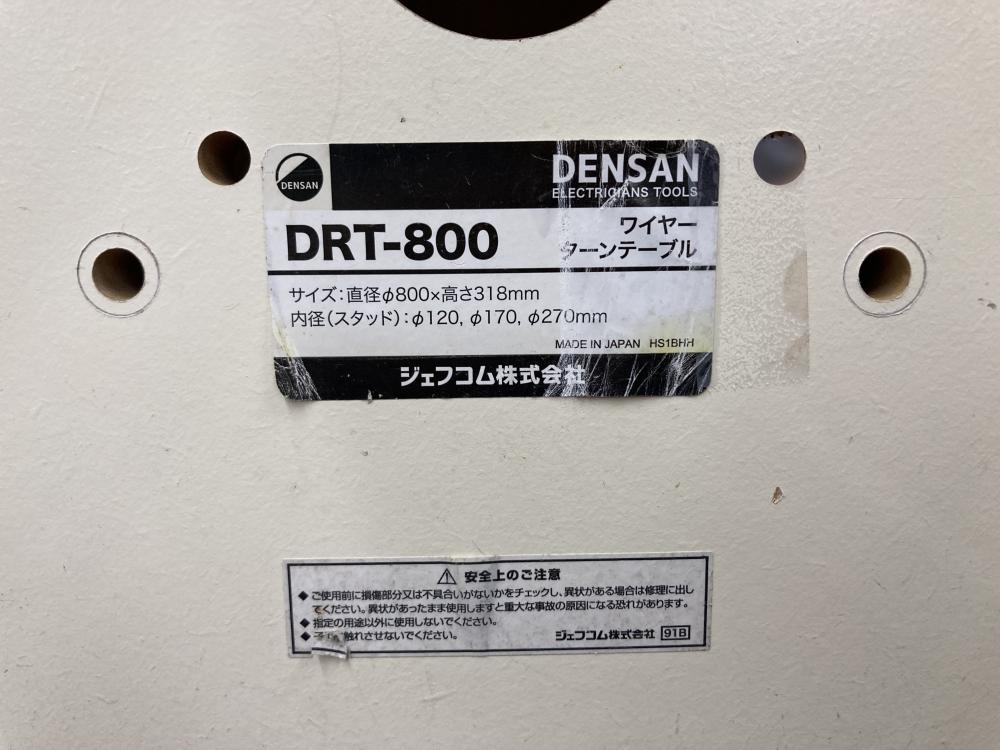 DENSAN
DENSAN
ELECTRICIANS TOOLS
DRT-800
ワイヤー
ターンテーブル
サイズ:直径φ800×高さ318mm
内径(スタッド):φ120, φ170, φ270mm
MADE IN JAPAN HS1BHH
ジェフコム株式会社
⚠ 安全上のご注意
◆ご使用前に損傷部分又は不具合いがないかをチェックし、異状がある場合は修理に出し
てください。異状があったまま使用しますと重大な事故の原因になる恐れがあります。
◆指定の用途以外に使用しないでください。
◆触れさせないでください。
ジェフコム株式会社 91B